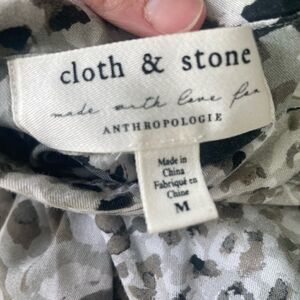 cloth & stone
made with love for
ANTHROPOLOGIE
Made in
China
Fabriqué en
Chine
M